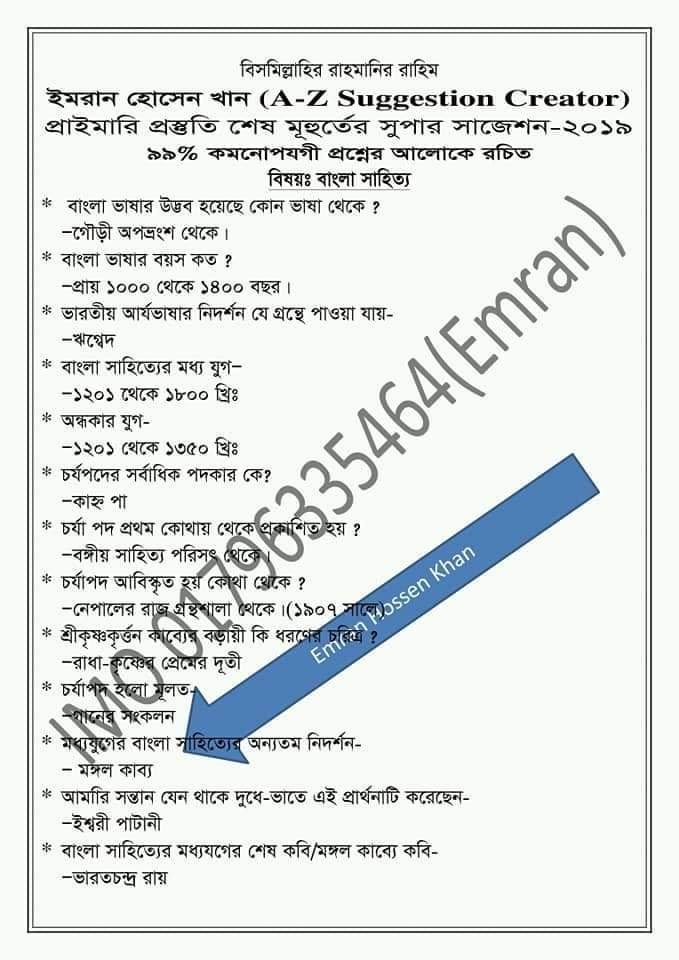 বিসমিল্লাহির রাহমানির রাহিম
ইমরান হোসেন খান (A-Z Suggestion Creator)
প্রাইমারি প্রস্তুতি শেষ মূহুর্তের সুপার সাজেশন-২০১৯
৯৯% কমনোপযগী প্রশ্নের আলোকে রচিত
বিষয়ঃ বাংলা সাহিত্য
* বাংলা ভাষার উদ্ভব হয়েছে কোন ভাষা থেকে ?
–গৌড়ী অপভ্রংশ থেকে।
* বাংলা ভাষার বয়স কত ?
–প্রায় ১০০০ থেকে ১৪০০ বছর।
* ভারতীয় আর্যভাষার নিদর্শন যে গ্রন্থে পাওয়া যায়-
–ঋগ্বেদ
* বাংলা সাহিত্যের মধ্য যুগ–
–১২০১ থেকে ১৮০০ খ্রিঃ
* অন্ধকার যুগ-
–১২০১ থেকে ১৩৫০ খ্রিঃ
* চর্যপদের সর্বাধিক পদকার কে?
–কাহ্ন পা
* চর্যা পদ প্রথম কোথায় থেকে প্রকাশিত হয় ?
–বঙ্গীয় সাহিত্য পরিসৎ থেকে।
* চর্যাপদ আবিস্কৃত হয় কোথা থেকে ?
–নেপালের রাজ গ্রন্থশালা থেকে।(১৯০৭ সালে)
* শ্রীকৃষ্ণকৃর্ত্তন কাব্যের বড়ায়ী কি ধরণের চরিত্র ?
–রাধা-কৃষ্ণের প্রেমের দূতী
* চর্যাপদ হলো মূলত-
–গানের সংকলন
* মধ্যযুগের বাংলা সাহিত্যের অন্যতম নিদর্শন-
– মঙ্গল কাব্য
* আমারি সন্তান যেন থাকে দুধে-ভাতে এই প্রার্থনাটি করেছেন-
–ইশ্বরী পাটানী
* বাংলা সাহিত্যের মধ্যযগের শেষ কবি/মঙ্গল কাব্যে কবি-
–ভারতচন্দ্র রায়
IMO 01796335464(Emran)
Emran Hossen Khan